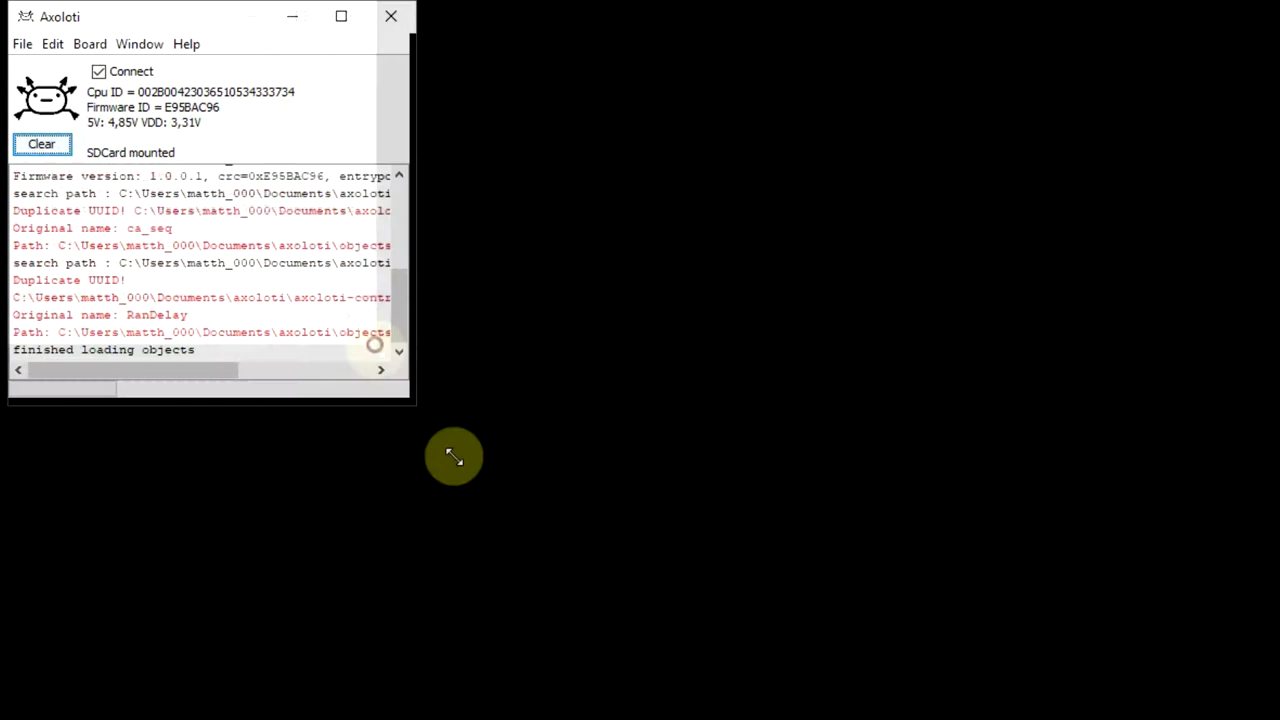 Axoloti
File Edit Board Window Help
Connect
Cpu ID = 002B00423036510534333734
Firmware ID = E95BAC96
5V: 4,85V VDD: 3,31V
Clear
SDCard mounted
Firmware version: 1.0.0.1, crc=0xE95BAC96, entrypo
search path : C:\Users\matth_000\Documents\axoloti
Duplicate UUID! C:\Users\matth_000\Documents\axolo
Original name: ca_seq
Path: C:\Users\matth_000\Documents\axoloti\objects
search path : C:\Users\matth_000\Documents\axoloti
Duplicate UUID!
C:\Users\matth_000\Documents\axoloti\axoloti-contr
Original name: RanDelay
Path: C:\Users\matth_000\Documents\axoloti\objects
finished loading objects